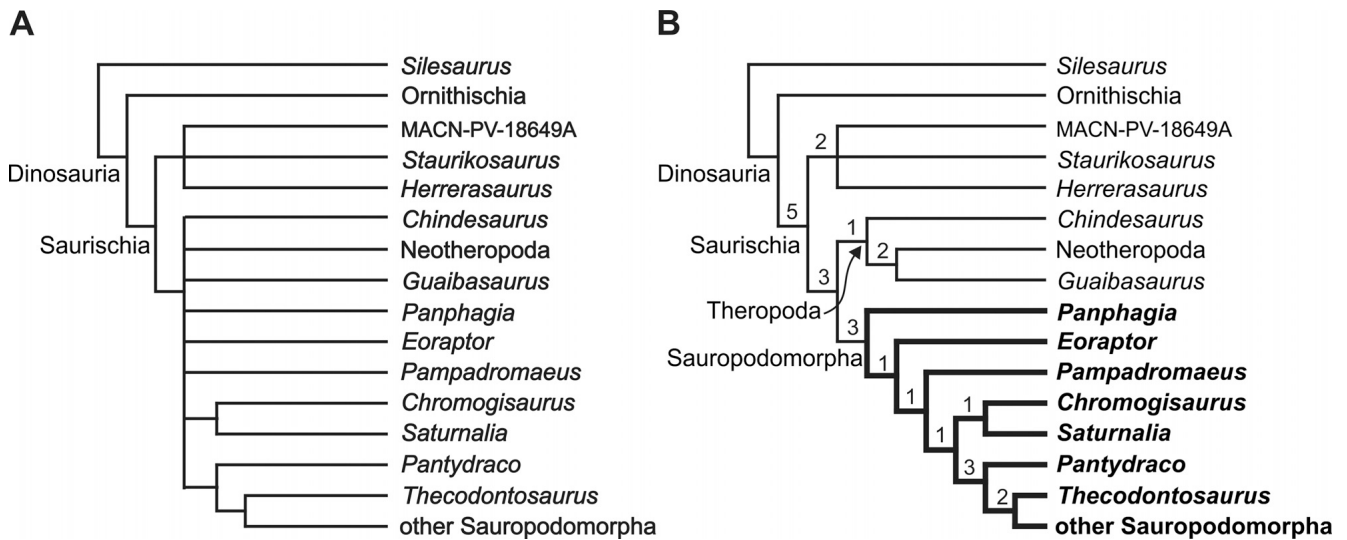 A
Silesaurus
Ornithischia
MACN-PV-18649A
Staurikosaurus
Dinosauria
Herrerasaurus
Chindesaurus
Saurischia
Neotheropoda
Guaibasaurus
Panphagia
Eoraptor
Pampadromaeus
Chromogisaurus
Saturnalia
Pantydraco
Thecodontosaurus
other Sauropodomorpha
B
Silesaurus
Ornithischia
MACN-PV-18649A
2
Staurikosaurus
Dinosauria
Herrerasaurus
5
Chindesaurus
1
Saurischia
2
Neotheropoda
3
Guaibasaurus
Theropoda
Panphagia
3
Eoraptor
Sauropodomorpha
1
Pampadromaeus
1
1
Chromogisaurus
1
Saturnalia
3
Pantydraco
2
Thecodontosaurus
other Sauropodomorpha